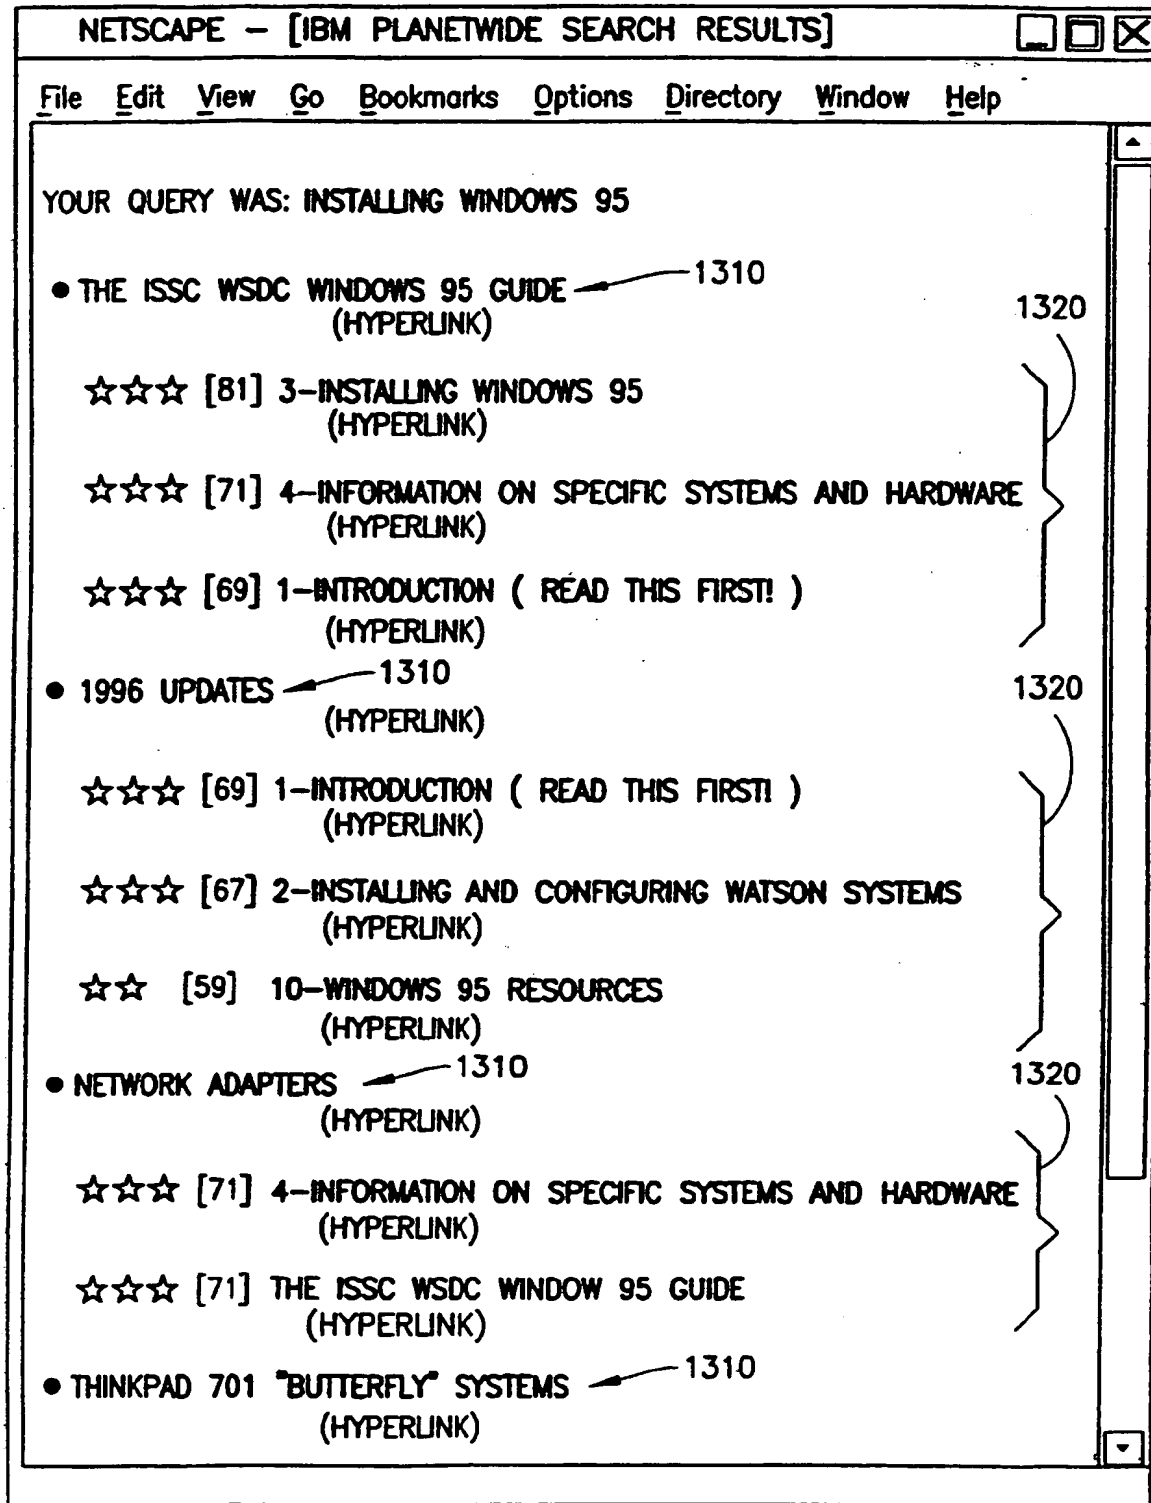 NETSCAPE – [IBM PLANETWIDE SEARCH RESULTS]
File Edit View Go Bookmarks Options Directory Window Help
YOUR QUERY WAS: INSTALLING WINDOWS 95
● THE ISSC WSDC WINDOWS 95 GUIDE 1310
(HYPERLINK)
1320
☆☆☆ [81] 3–INSTALLING WINDOWS 95
(HYPERLINK)
☆☆☆ [71] 4–INFORMATION ON SPECIFIC SYSTEMS AND HARDWARE
(HYPERLINK)
☆☆☆ [69] 1–INTRODUCTION ( READ THIS FIRST! )
(HYPERLINK)
● 1996 UPDATES 1310
(HYPERLINK)
1320
☆☆☆ [69] 1–INTRODUCTION ( READ THIS FIRST! )
(HYPERLINK)
☆☆☆ [67] 2–INSTALLING AND CONFIGURING WATSON SYSTEMS
(HYPERLINK)
☆☆ [59] 10–WINDOWS 95 RESOURCES
(HYPERLINK)
● NETWORK ADAPTERS 1310
(HYPERLINK)
1320
☆☆☆ [71] 4–INFORMATION ON SPECIFIC SYSTEMS AND HARDWARE
(HYPERLINK)
☆☆☆ [71] THE ISSC WSDC WINDOW 95 GUIDE
(HYPERLINK)
● THINKPAD 701 "BUTTERFLY" SYSTEMS 1310
(HYPERLINK)